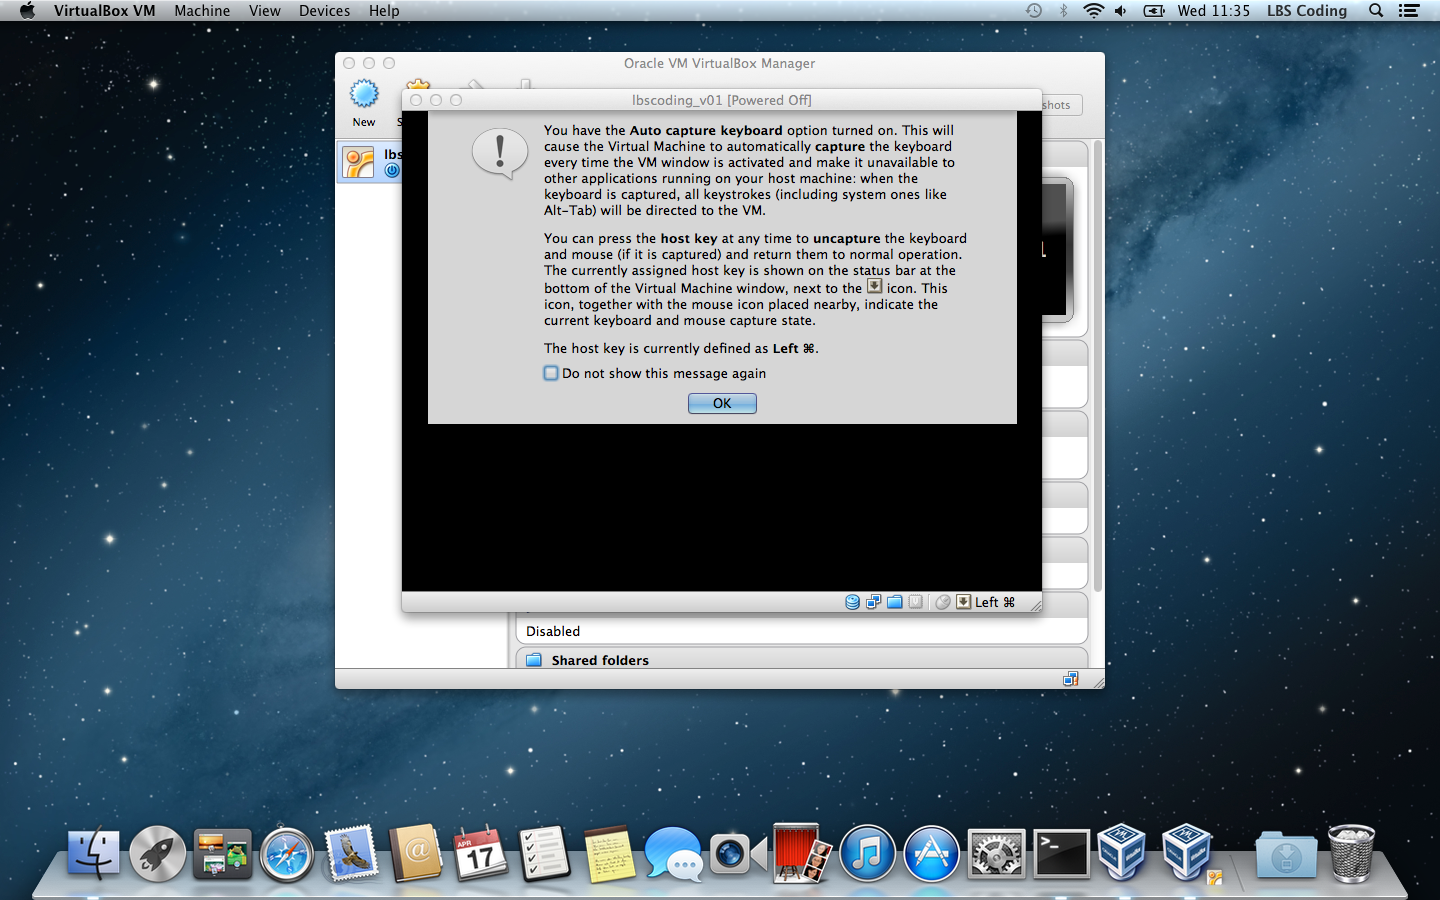 VirtualBox VM Machine View Devices Help
Wed 11:35 LBS Coding
Oracle VM VirtualBox Manager
New
shots
lbs
lbscoding_v01 [Powered Off]
You have the Auto capture keyboard option turned on. This will
cause the Virtual Machine to automatically capture the keyboard
every time the VM window is activated and make it unavailable to
other applications running on your host machine: when the
keyboard is captured, all keystrokes (including system ones like
Alt-Tab) will be directed to the VM.
You can press the host key at any time to uncapture the keyboard
and mouse (if it is captured) and return them to normal operation.
The currently assigned host key is shown on the status bar at the
bottom of the Virtual Machine window, next to the icon. This
icon, together with the mouse icon placed nearby, indicate the
current keyboard and mouse capture state.
The host key is currently defined as Left ⌘.
Do not show this message again
OK
Left ⌘
Disabled
Shared folders
APR
17